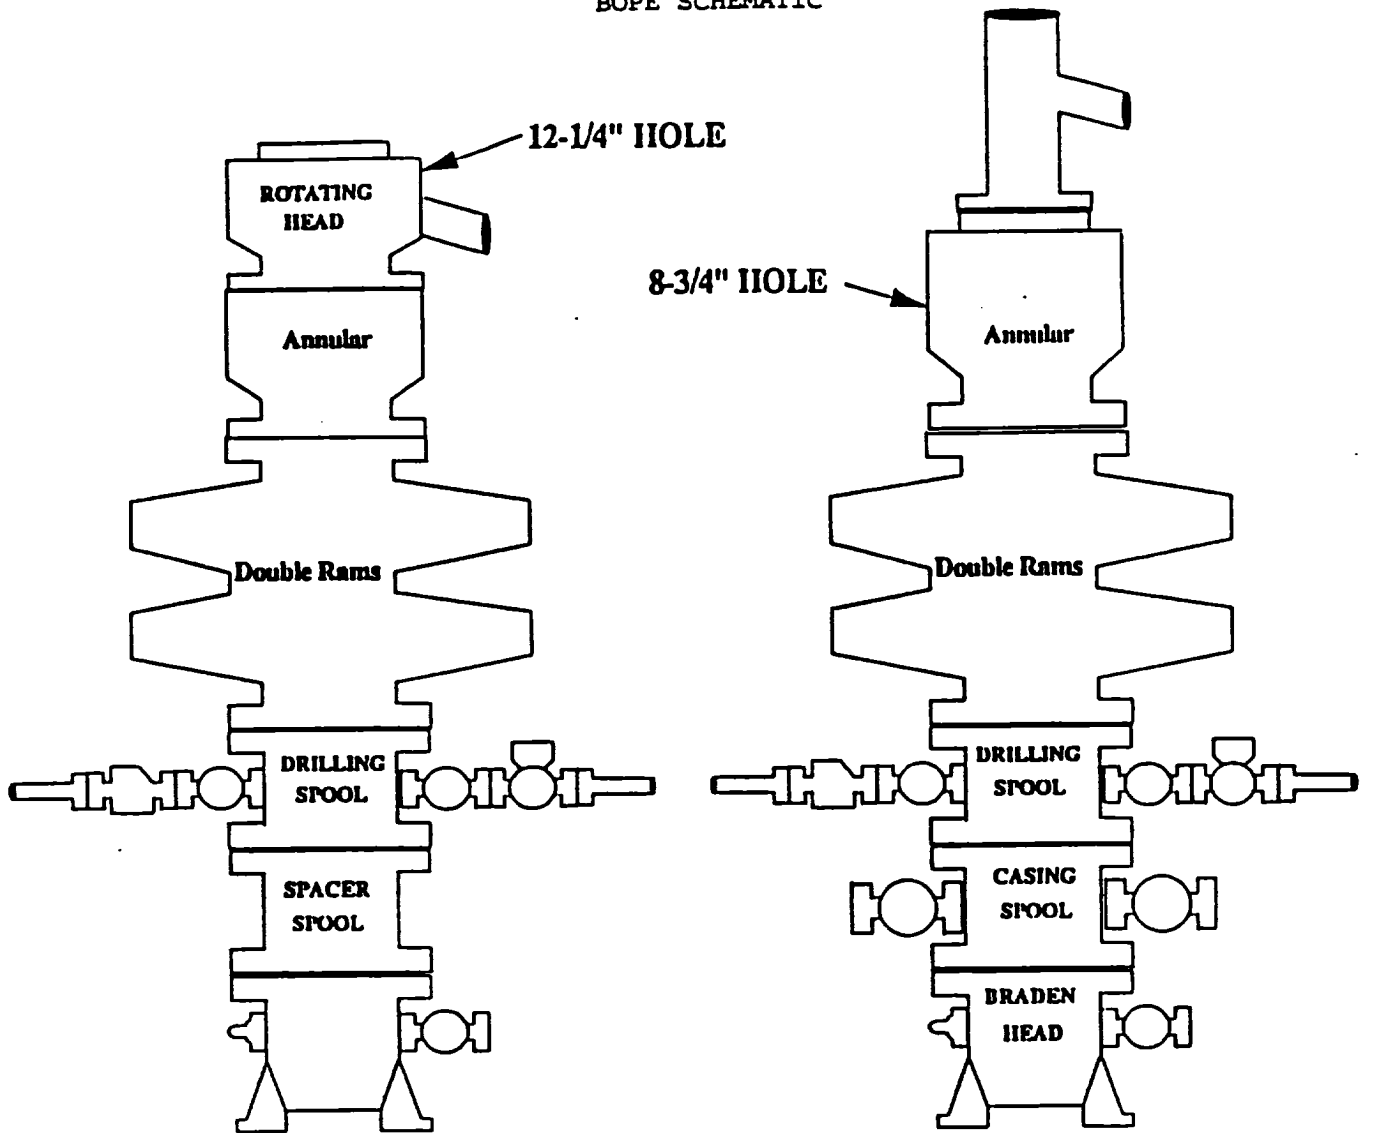 BOPE SCHEMATIC
12-1/4" HOLE
ROTATING
HEAD
Annular
Double Rams
DRILLING
SPOOL
SPACER
SPOOL
8-3/4" HOLE
Annular
Double Rams
DRILLING
SPOOL
CASING
SPOOL
BRADEN
HEAD